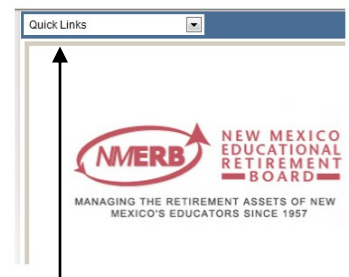 Quick Links
NMERB
NEW MEXICO
EDUCATIONAL
RETIREMENT
BOARD
MANAGING THE RETIREMENT ASSETS OF NEW
MEXICO'S EDUCATORS SINCE 1957